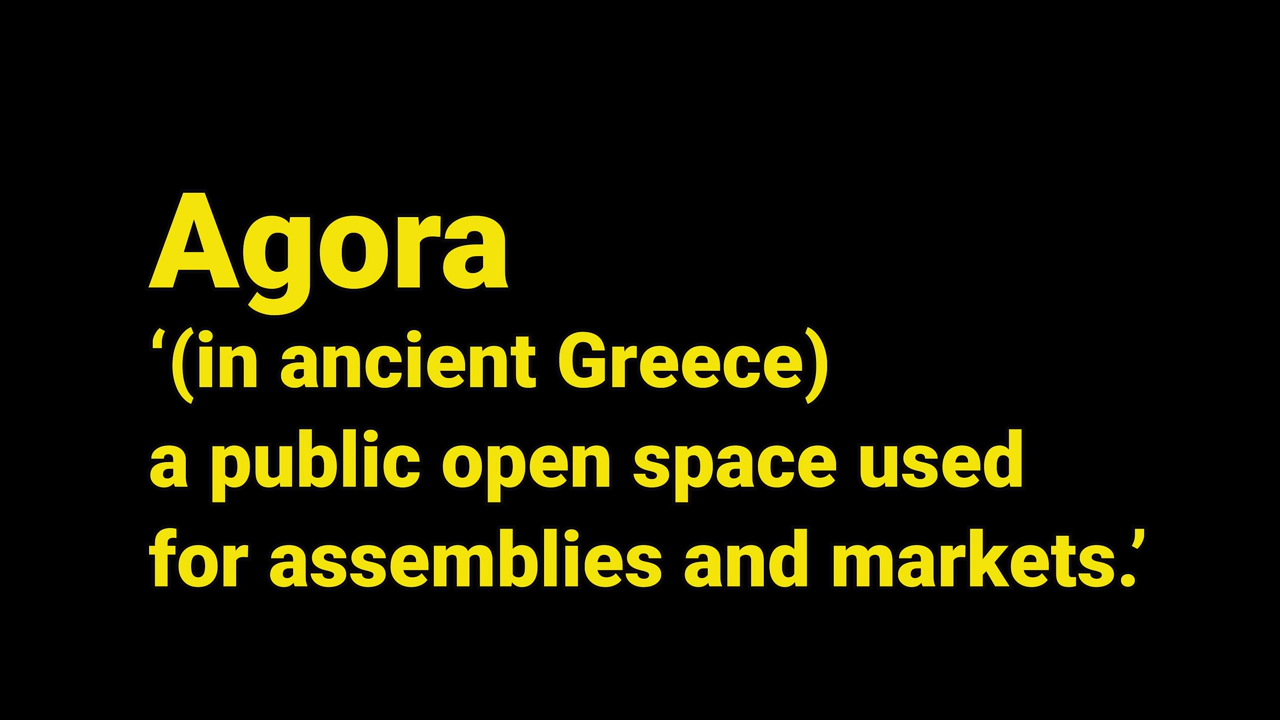 Agora
‘(in ancient Greece)
a public open space used
for assemblies and markets.’